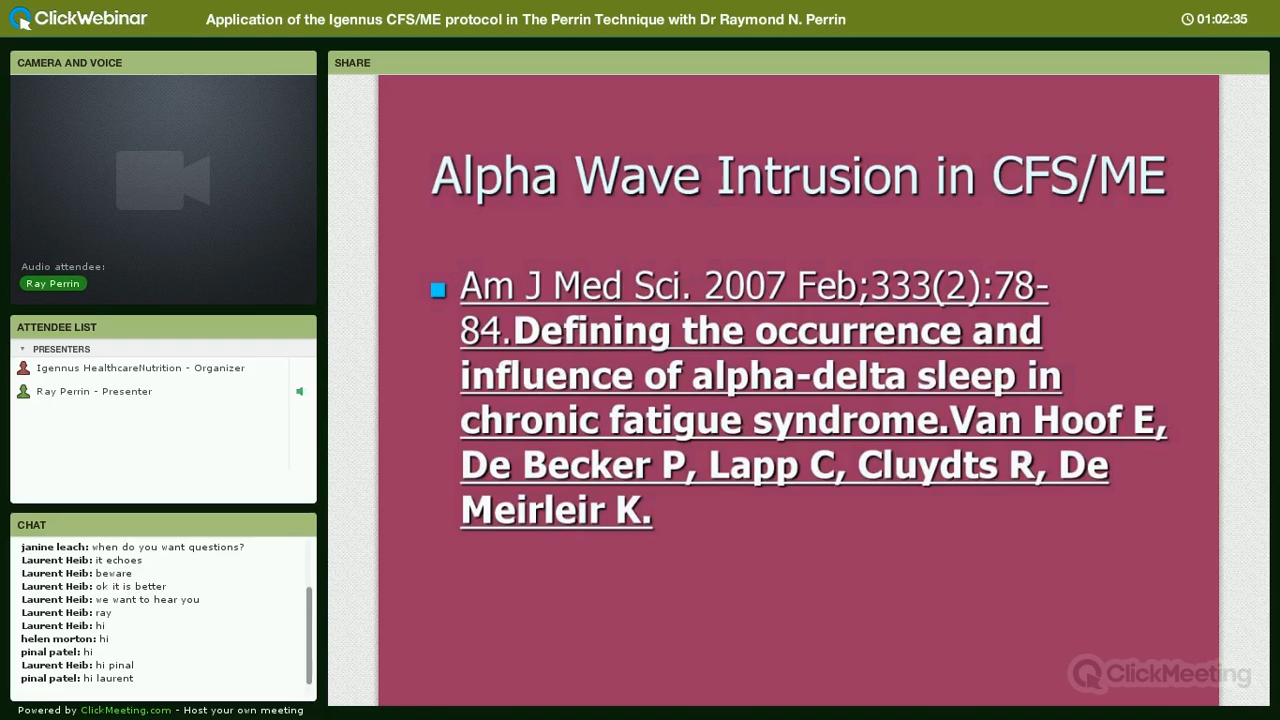 ClickWebinar
Application of the Igennus CFS/ME protocol in The Perrin Technique with Dr Raymond N. Perrin
01:02:35
CAMERA AND VOICE
Audio attendee:
Ray Perrin
ATTENDEE LIST
PRESENTERS
Igennus HealthcareNutrition - Organizer
Ray Perrin - Presenter
CHAT
janine leach: when do you want questions?
Laurent Heib: it echoes
Laurent Heib: beware
Laurent Heib: ok it is better
Laurent Heib: we want to hear you
Laurent Heib: ray
Laurent Heib: hi
helen morton: hi
pinal patel: hi
Laurent Heib: hi pinal
pinal patel: hi laurent
Powered by ClickMeeting.com - Host your own meeting
SHARE
Alpha Wave Intrusion in CFS/ME
Am J Med Sci. 2007 Feb;333(2):78-
84.Defining the occurrence and
influence of alpha-delta sleep in
chronic fatigue syndrome.Van Hoof E,
De Becker P, Lapp C, Cluydts R, De
Meirleir K.
ClickMeeting